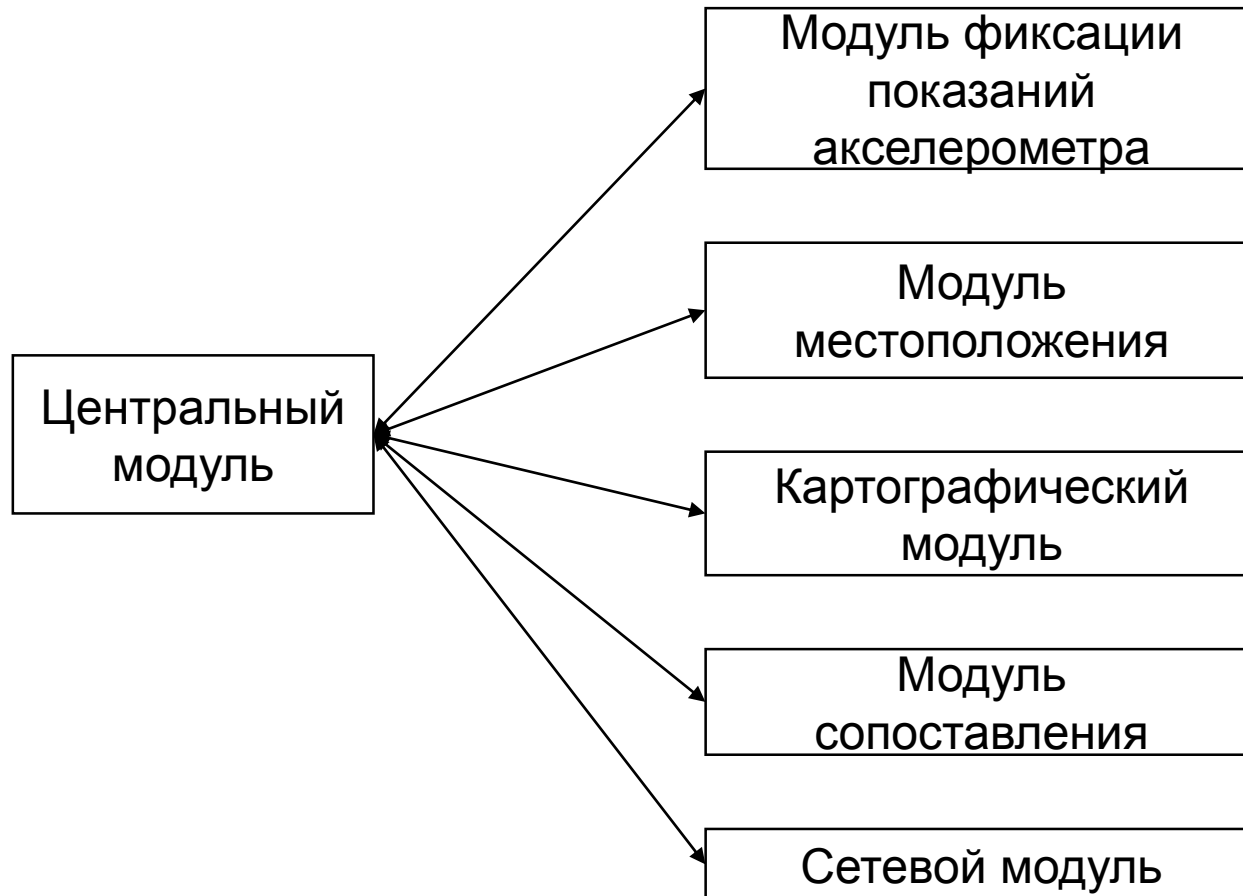 Модуль фиксации
показаний
акселерометра
Модуль
местоположения
Центральный
модуль
Картографический
модуль
Модуль
сопоставления
Сетевой модуль